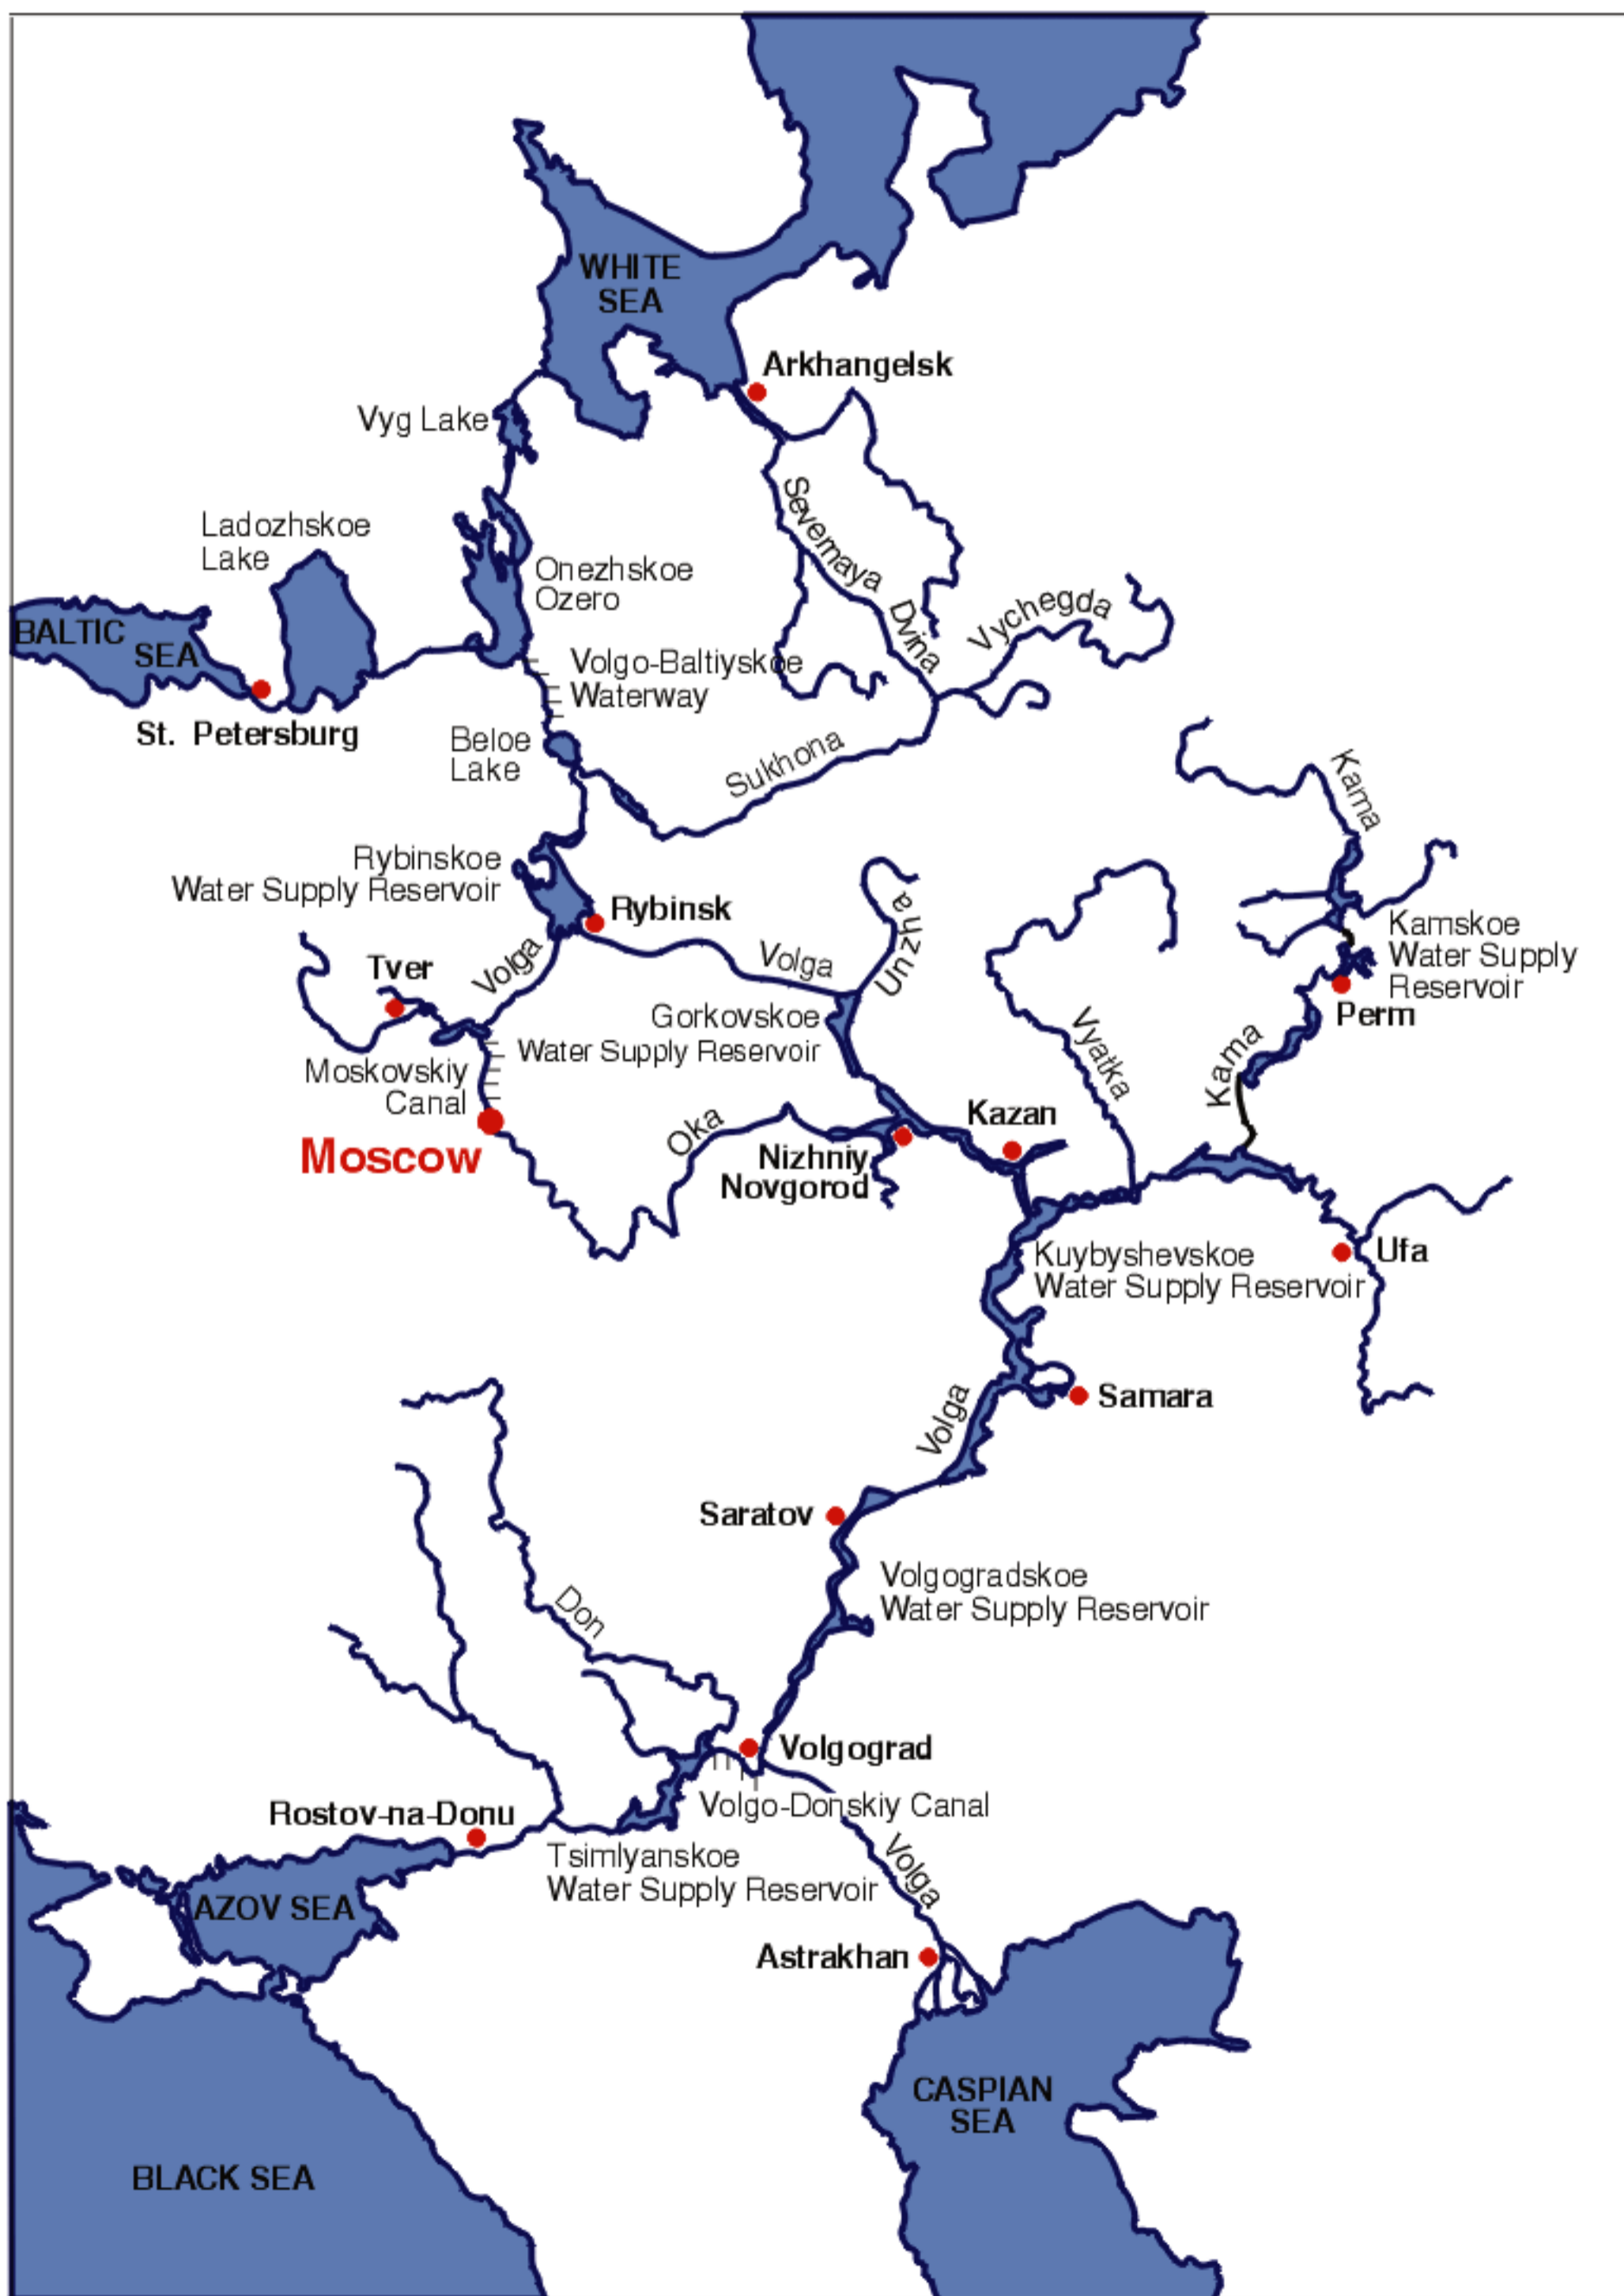 WHITE
SEA
Arkhangelsk
Vyg Lake
Severnaya
Dvina
Ladozhskoe
Lake
Onezhskoe
Ozero
Vychegda
BALTIC
SEA
Volgo-Baltiyskoe
Waterway
St. Petersburg
Beloe
Lake
Sukhona
Kama
Rybinskoe
Water Supply Reservoir
Rybinsk
Unzha
Kamskoe
Water Supply
Reservoir
Volga
Volga
Tver
Perm
Gorkovskoe
Water Supply Reservoir
Vyatka
Kama
Moskovskiy
Canal
Moscow
Oka
Kazan
Nizhniy
Novgorod
Kuybyshevskoe
Water Supply Reservoir
Ufa
Samara
Volga
Saratov
Volgogradskoe
Water Supply Reservoir
Don
Volgograd
Volgo-Donskiy Canal
Rostov-na-Donu
Tsimlyanskoe
Water Supply Reservoir
Volga
AZOV SEA
Astrakhan
CASPIAN
SEA
BLACK SEA